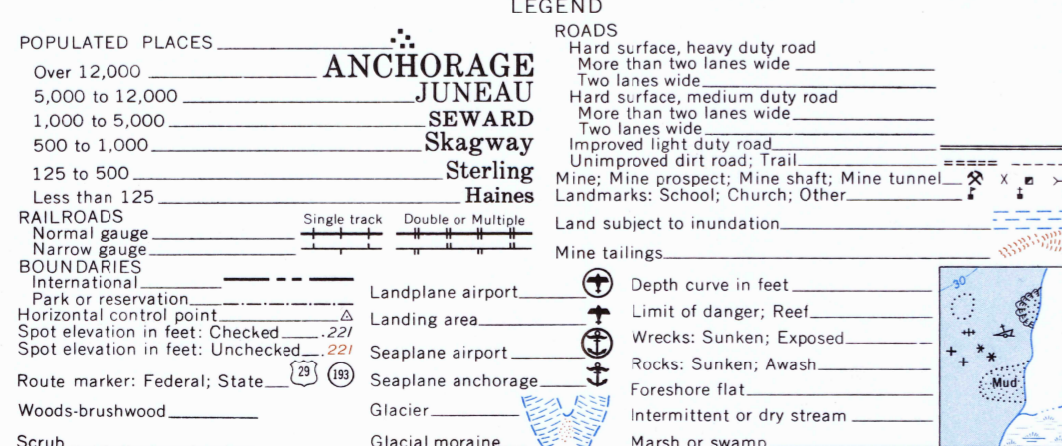 LEGEND
POPULATED PLACES
Over 12,000 ANCHORAGE
5,000 to 12,000 JUNEAU
1,000 to 5,000 SEWARD
500 to 1,000 Skagway
125 to 500 Sterling
Less than 125 Haines
RAILROADS Single track Double or Multiple
Normal gauge
Narrow gauge
BOUNDARIES
International
Park or reservation
Horizontal control point
Spot elevation in feet: Checked .221
Spot elevation in feet: Unchecked .221
Route marker: Federal; State 29 193
Woods-brushwood
Scrub
Landplane airport
Landing area
Seaplane airport
Seaplane anchorage
Glacier
Glacial moraine
ROADS
Hard surface, heavy duty road
More than two lanes wide
Two lanes wide
Hard surface, medium duty road
More than two lanes wide
Two lanes wide
Improved light duty road
Unimproved dirt road; Trail
Mine; Mine prospect; Mine shaft; Mine tunnel
Landmarks: School; Church; Other
Land subject to inundation
Mine tailings
Depth curve in feet
Limit of danger; Reef
Wrecks: Sunken; Exposed
Rocks: Sunken; Awash
Foreshore flat
Intermittent or dry stream
Marsh or swamp
30
Mud